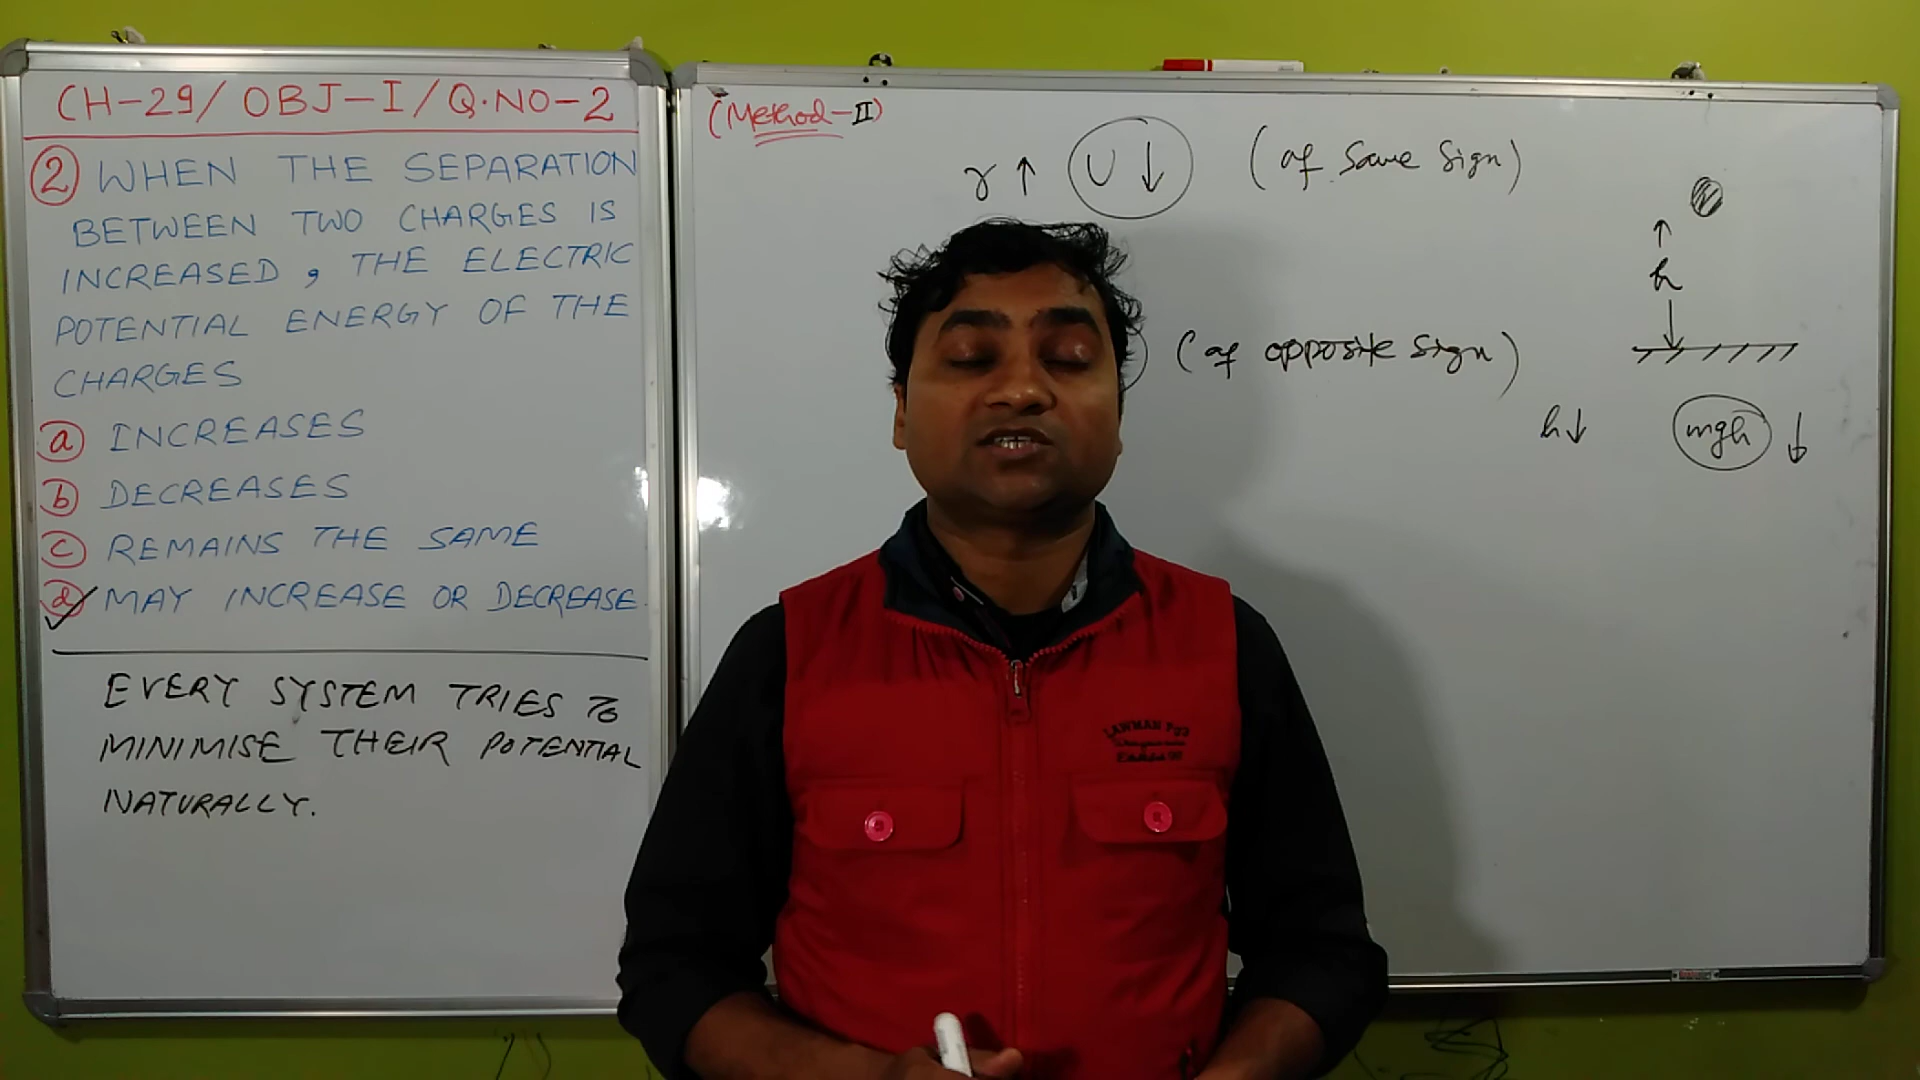 CH-29/ OBJ-I/Q.NO-2
② WHEN THE SEPARATION
BETWEEN TWO CHARGES IS
INCREASED, THE ELECTRIC
POTENTIAL ENERGY OF THE
CHARGES
ⓐ INCREASES
ⓑ DECREASES
ⓒ REMAINS THE SAME
ⓓ MAY INCREASE OR DECREASE.
EVERY SYSTEM TRIES TO
MINIMISE THEIR POTENTIAL
NATURALLY.
(Method-II)
r ↑ U ↓ (of same sign)
(of opposite sign)
h
h↓ mgh ↓
LAWMAN PG3